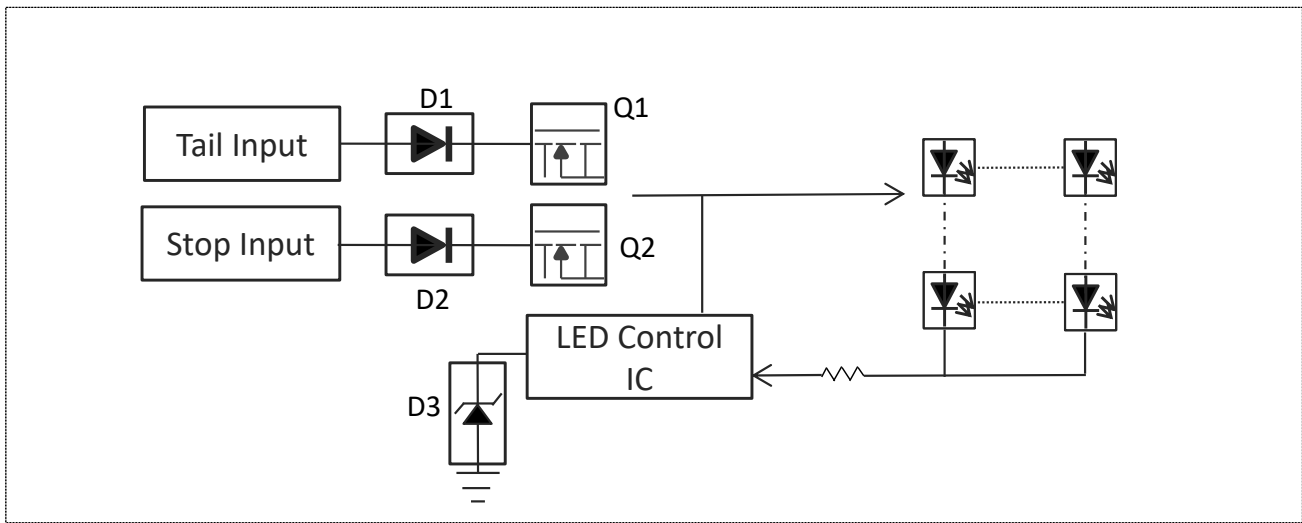 D1
Q1
Tail Input
Stop Input
Q2
D2
LED Control
IC
D3